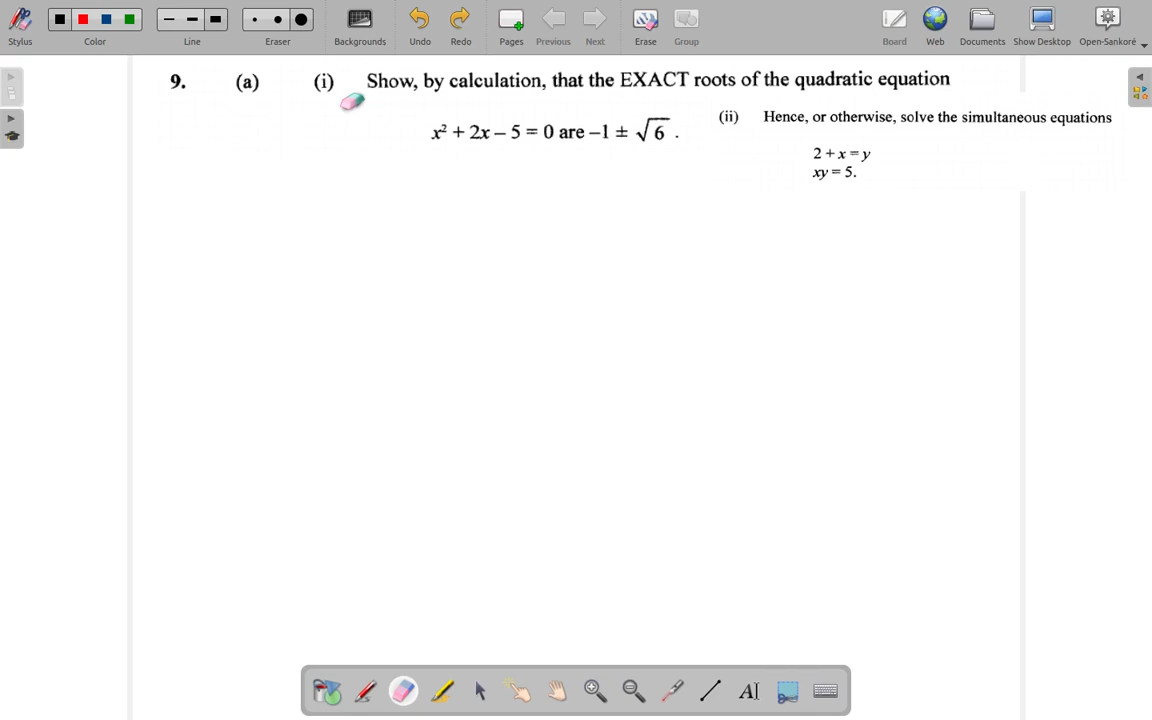 Stylus
Color
Line
Eraser
Backgrounds
Undo
Redo
Pages
Previous
Next
Erase
Group
Board
Web
Documents
Show Desktop
Open-Sankoré
9. (a) (i) Show, by calculation, that the EXACT roots of the quadratic equation
x² + 2x – 5 = 0 are –1 ± √6 .
(ii) Hence, or otherwise, solve the simultaneous equations
2 + x = y
xy = 5.